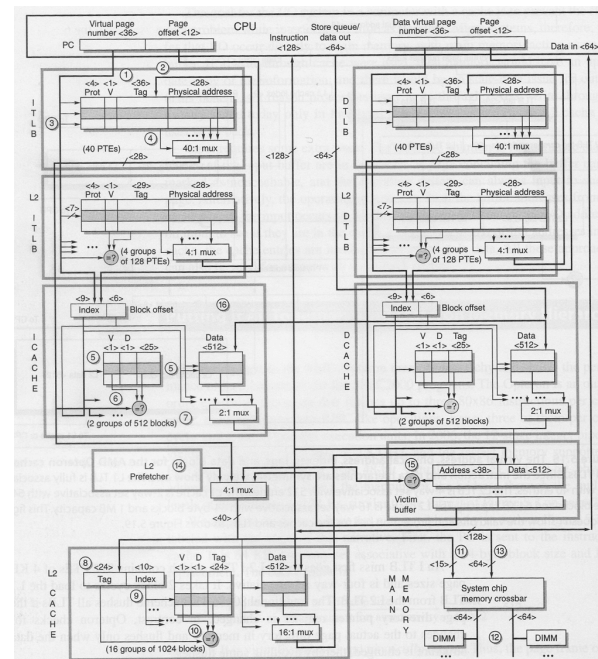 CPU
Virtual page
number <36>
Page
offset <12>
PC
Instruction
<128>
Store queue/
data out
<64>
Data virtual page
number <36>
Page
offset <12>
Data in <64>
I
T
L
B
1
2
<4> <1> <36> <28>
Prot V Tag Physical address
3
4
(40 PTEs)
40:1 mux
<28>
<128>
<64>
D
T
L
B
<4> <1> <36> <28>
Prot V Tag Physical address
(40 PTEs)
40:1 mux
<28>
L2
I
T
L
B
<4> <1> <29> <28>
Prot V Tag Physical address
<7>
=?
(4 groups
of 128 PTEs)
4:1 mux
L2
D
T
L
B
<4> <1> <29> <28>
Prot V Tag Physical address
<7>
=?
(4 groups
of 128 PTEs)
4:1 mux
I
CACHE
<9> <6>
Index
Block offset
16
V D
<1> <1> <25>
5
5
Data
<512>
6
=?
7
2:1 mux
(2 groups of 512 blocks)
D
CACHE
<9> <6>
Index
Block offset
V D Tag
<1> <1> <25>
Data
<512>
=?
2:1 mux
(2 groups of 512 blocks)
L2
Prefetcher
14
4:1 mux
<40>
15
=?
Address <38>
Data <512>
Victim
buffer
L2
CACHE
8
<24> <10>
Tag Index
9
V D Tag
<1> <1> <24>
Data
<512>
10
=?
16:1 mux
(16 groups of 1024 blocks)
MAIN
MEMORY
<128>
11
13
<15>
<64>
System chip
memory crossbar
<64>
<64>
DIMM
12
DIMM